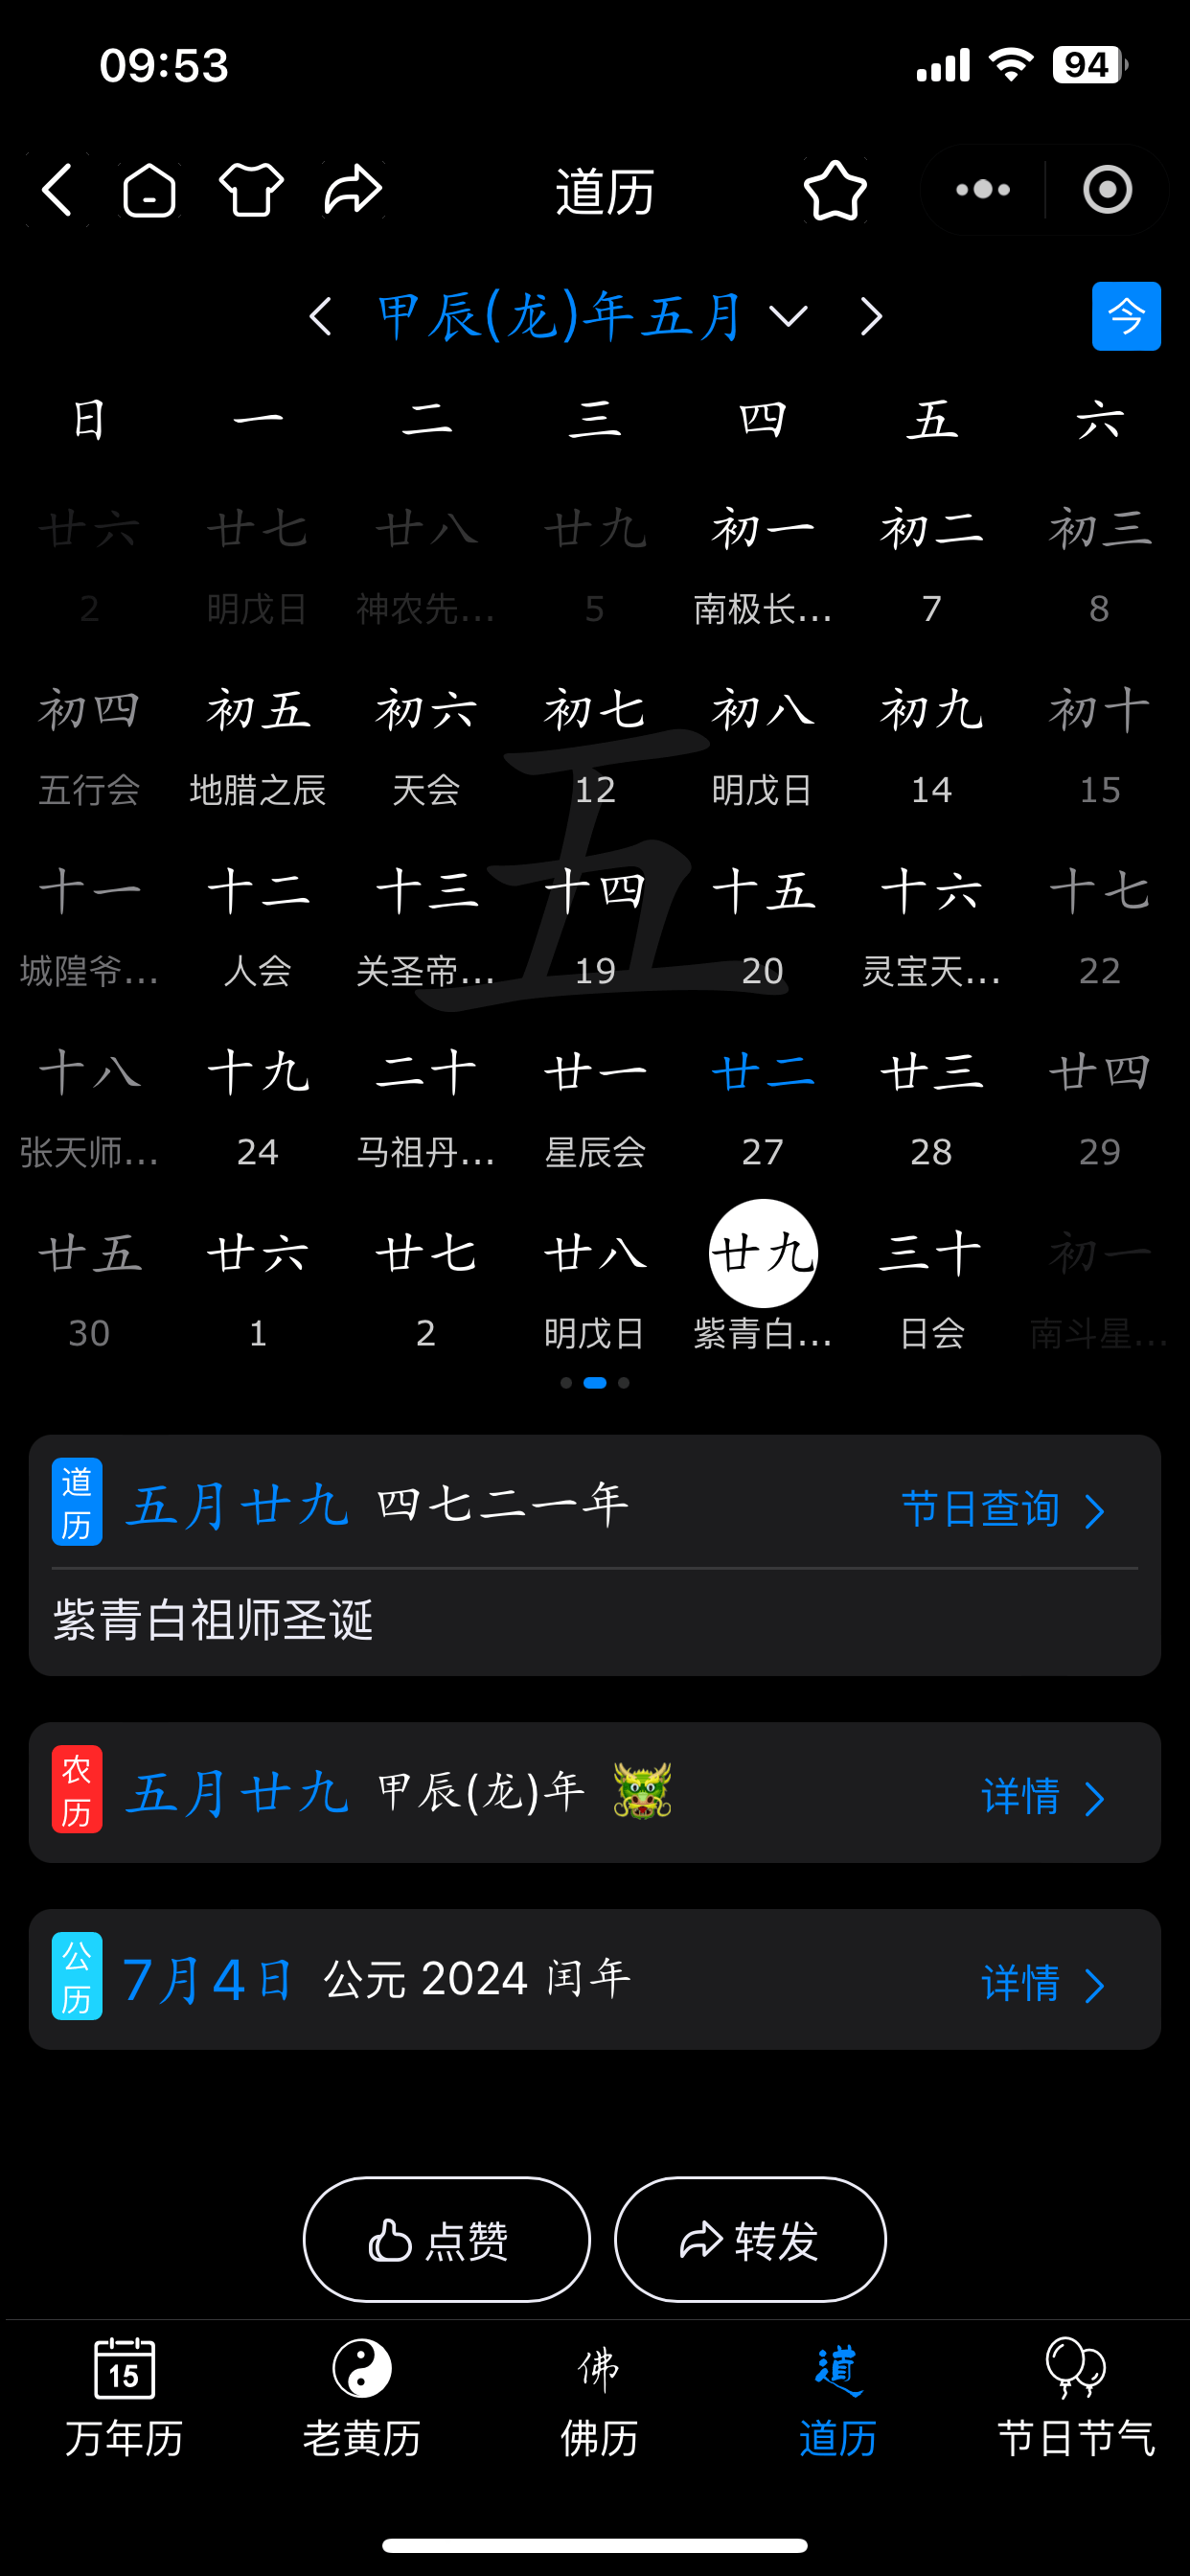 09:53
94
道历
甲辰(龙)年五月
今
日 一 二 三 四 五 六
廿六 廿七 廿八 廿九 初一 初二 初三
2 明戊日 神农先... 5 南极长... 7 8
初四 初五 初六 初七 初八 初九 初十
五行会 地腊之辰 天会 12 明戊日 14 15
五
十一 十二 十三 十四 十五 十六 十七
城隍爷... 人会 关圣帝... 19 20 灵宝天... 22
十八 十九 二十 廿一 廿二 廿三 廿四
张天师... 24 马祖丹... 星辰会 27 28 29
廿五 廿六 廿七 廿八 廿九 三十 初一
30 1 2 明戊日 紫青白... 日会 南斗星...
道历 五月廿九 四七二一年 节日查询
紫青白祖师圣诞
农历 五月廿九 甲辰(龙)年 🐲 详情
公历 7月4日 公元 2024 闰年 详情
点赞 转发
15 佛 道
万年历 老黄历 佛历 道历 节日节气